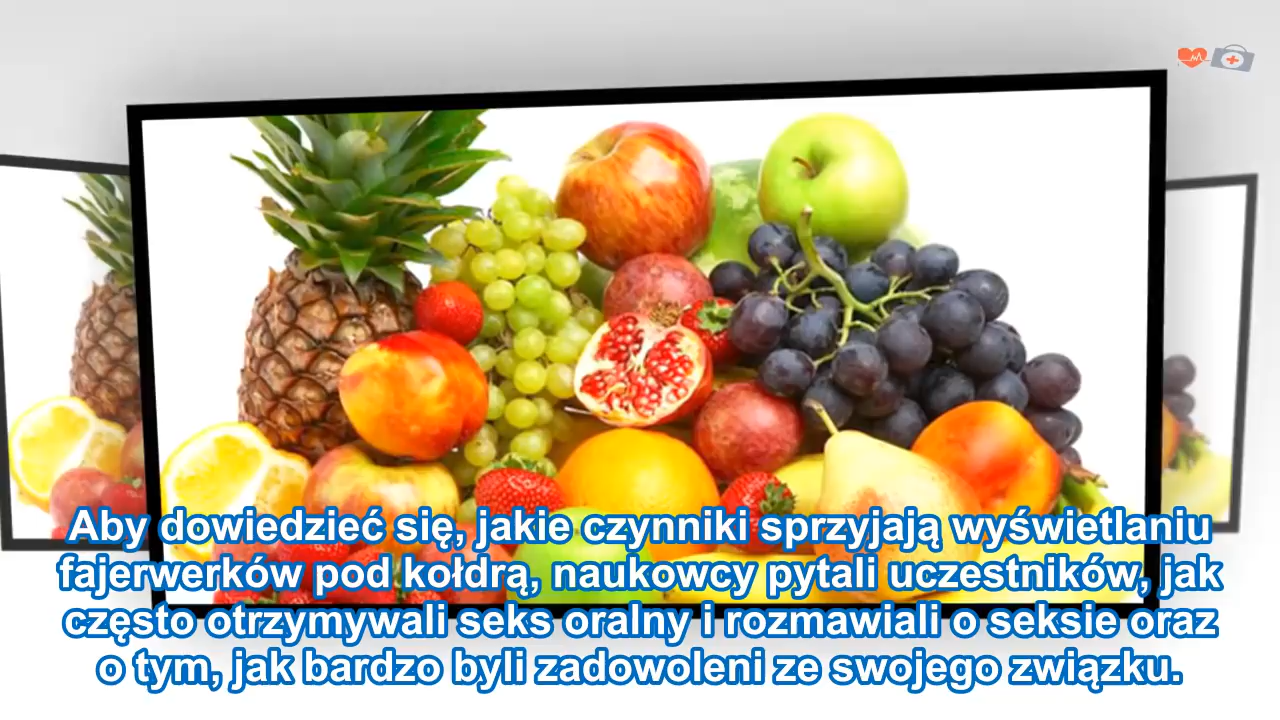 Aby dowiedzieć się, jakie czynniki sprzyjają wyświetlaniu
fajerwerków pod kołdrą, naukowcy pytali uczestników, jak
często otrzymywali seks oralny i rozmawiali o seksie oraz
o tym, jak bardzo byli zadowoleni ze swojego związku.